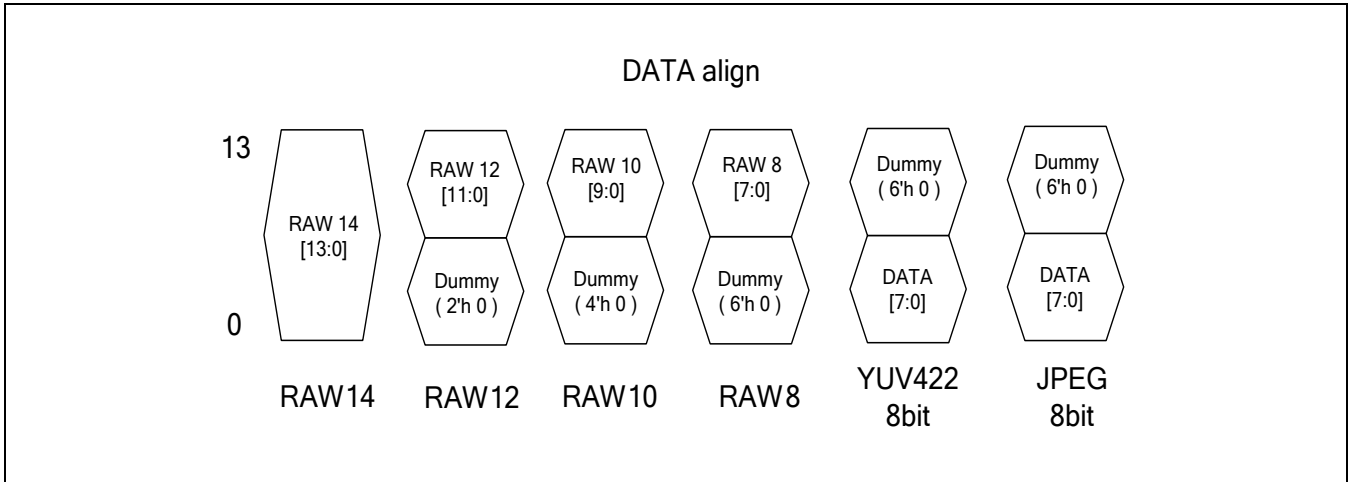 DATA align
13
0
RAW 14
[13:0]
RAW 12
[11:0]
Dummy
( 2'h 0 )
RAW 10
[9:0]
Dummy
( 4'h 0 )
RAW 8
[7:0]
Dummy
( 6'h 0 )
Dummy
( 6'h 0 )
DATA
[7:0]
Dummy
( 6'h 0 )
DATA
[7:0]
RAW14
RAW12
RAW10
RAW8
YUV422
8bit
JPEG
8bit